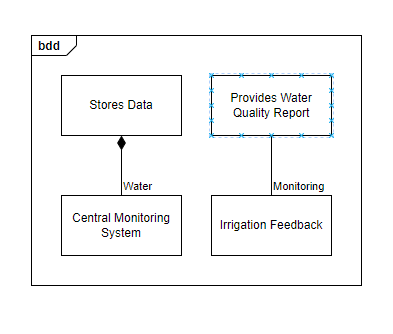 bdd
Stores Data
Provides Water
Quality Report
Water
Monitoring
Central Monitoring
System
Irrigation Feedback